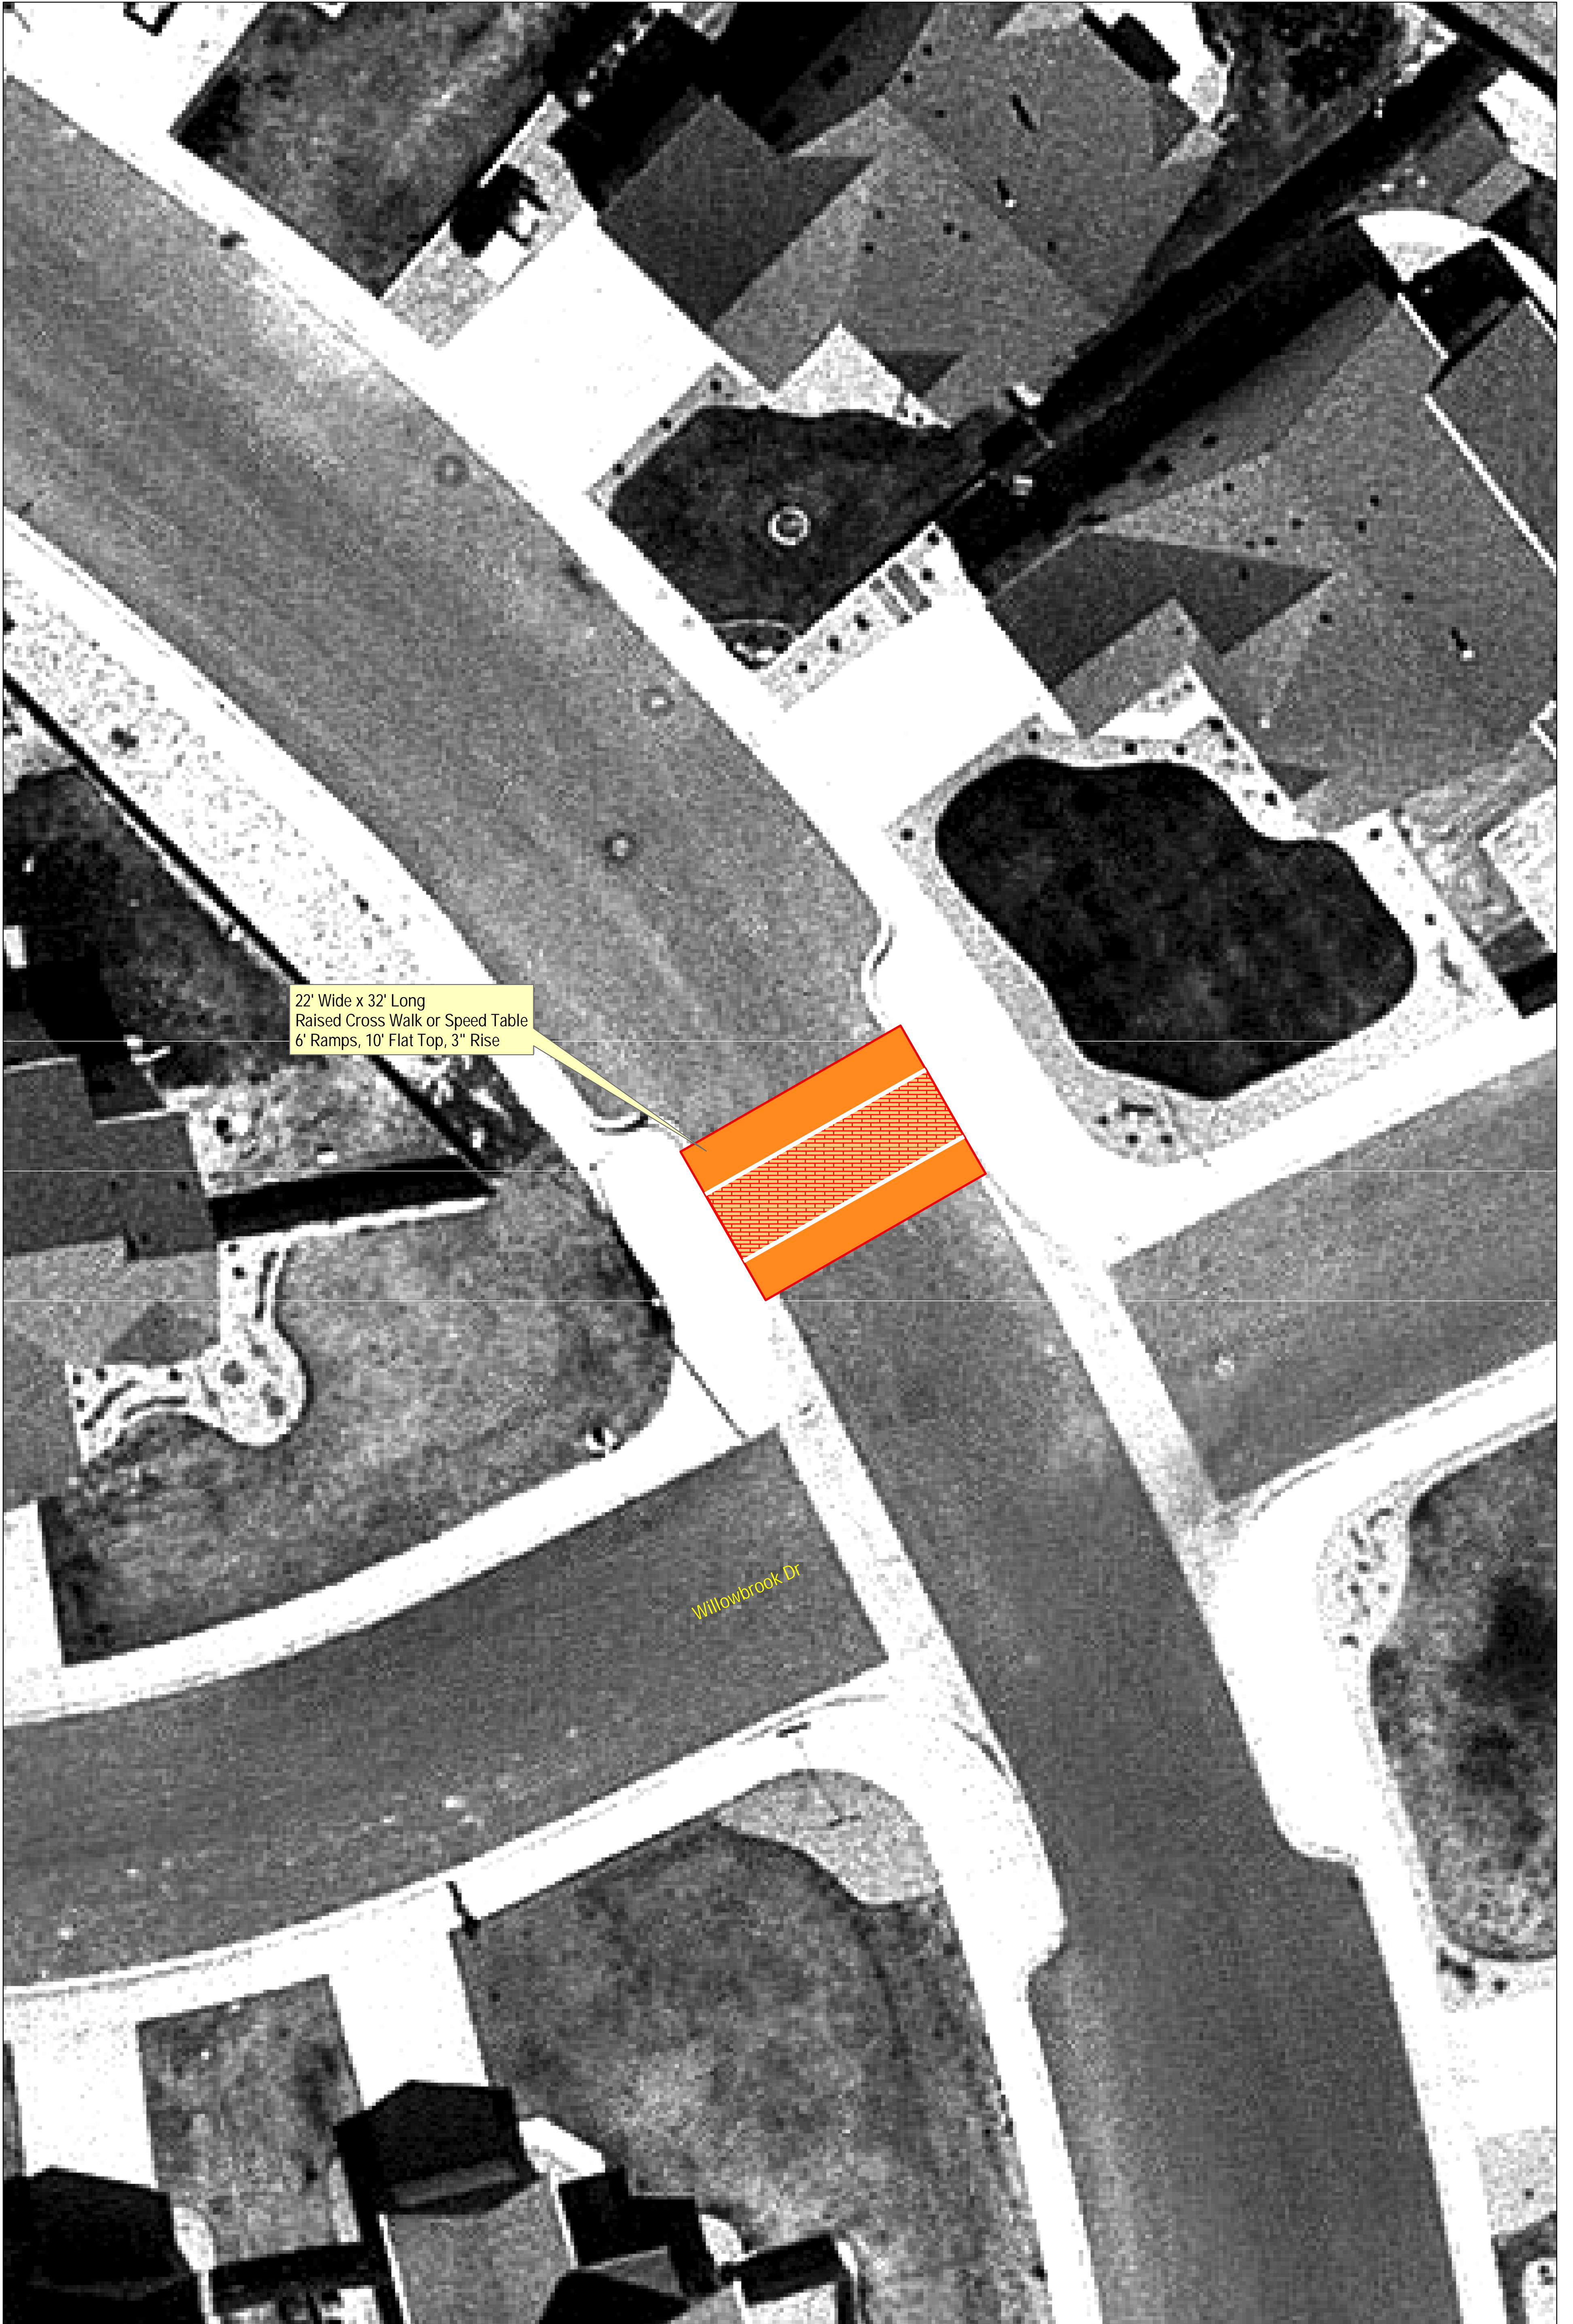 22' Wide x 32' Long
Raised Cross Walk or Speed Table
6' Ramps, 10' Flat Top, 3" Rise
Willowbrook Dr